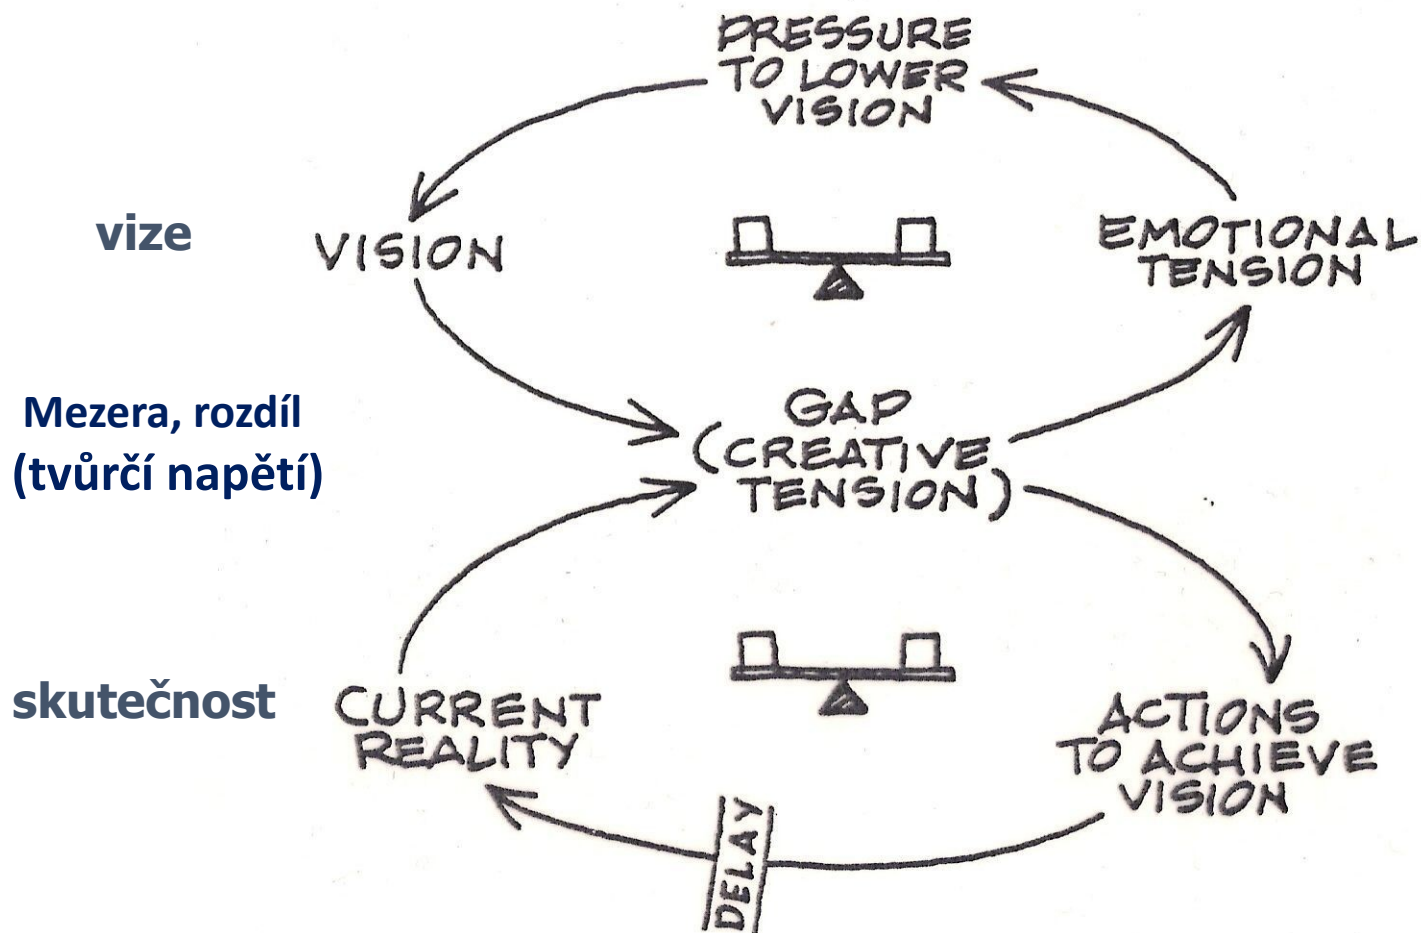 PRESSURE
TO LOWER
VISION
vize
VISION
EMOTIONAL
TENSION
Mezera, rozdíl
(tvůrčí napětí)
GAP
(CREATIVE
TENSION)
skutečnost
CURRENT
REALITY
ACTIONS
TO ACHIEVE
VISION
DELAY